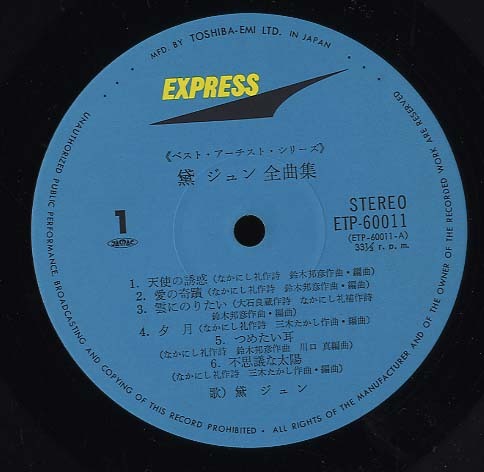 MFD. BY TOSHIBA-EMI LTD. IN JAPAN
EXPRESS
《ベスト・アーチスト・シリーズ》
黛 ジュン 全曲集
1
STEREO
ETP-60011
(ETP-60011-A)
33⅓ r.p.m.
1. 天使の誘惑(なかにし礼作詩 鈴木邦彦作曲・編曲)
2. 愛の奇蹟(なかにし礼作詩 鈴木邦彦作曲・編曲)
3. 雲にのりたい(大石良蔵作詩 なかにし礼補作詩
鈴木邦彦作曲・編曲)
4. 夕 月(なかにし礼作詩 三木たかし作曲・編曲)
5. つめたい耳
(なかにし礼作詩 鈴木邦彦作曲 川口 真編曲)
6. 不思議な太陽
(なかにし礼作詩 三木たかし作曲・編曲)
歌) 黛 ジュン
UNAUTHORIZED PUBLIC PERFORMANCE, BROADCASTING AND COPYING OF THIS RECORD PROHIBITED • ALL RIGHTS OF THE MANUFACTURER AND OF THE OWNER OF THE RECORDED WORK ARE RESERVED